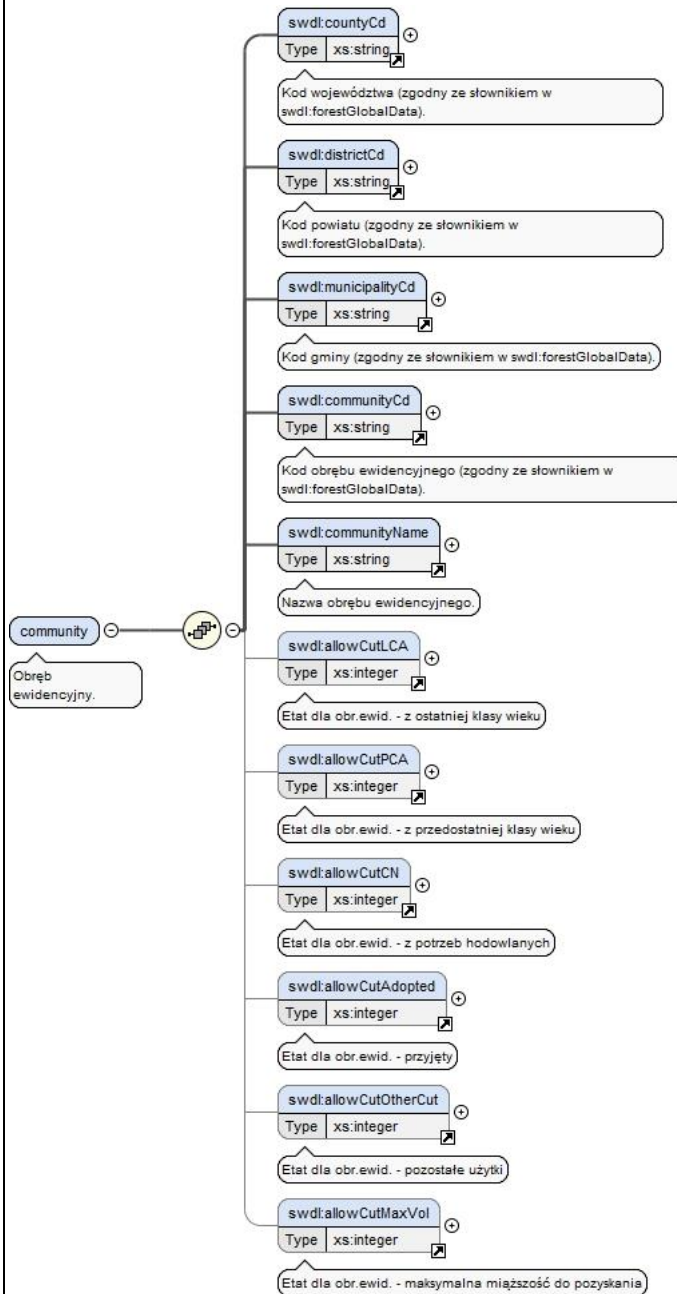 swdl:countyCd
Type xs:string
Kod województwa (zgodny ze słownikiem w
swdl:forestGlobalData).
swdl:districtCd
Type xs:string
Kod powiatu (zgodny ze słownikiem w
swdl:forestGlobalData).
swdl:municipalityCd
Type xs:string
Kod gminy (zgodny ze słownikiem w swdl:forestGlobalData).
swdl:communityCd
Type xs:string
Kod obrębu ewidencyjnego (zgodny ze słownikiem w
swdl:forestGlobalData).
swdl:communityName
Type xs:string
Nazwa obrębu ewidencyjnego.
community
Obręb
ewidencyjny.
swdl:allowCutLCA
Type xs:integer
Etat dla obr.ewid. - z ostatniej klasy wieku
swdl:allowCutPCA
Type xs:integer
Etat dla obr.ewid. - z przedostatniej klasy wieku
swdl:allowCutCN
Type xs:integer
Etat dla obr.ewid. - z potrzeb hodowlanych
swdl:allowCutAdopted
Type xs:integer
Etat dla obr.ewid. - przyjęty
swdl:allowCutOtherCut
Type xs:integer
Etat dla obr.ewid. - pozostałe użytki
swdl:allowCutMaxVol
Type xs:integer
Etat dla obr.ewid. - maksymalna miąższość do pozyskania